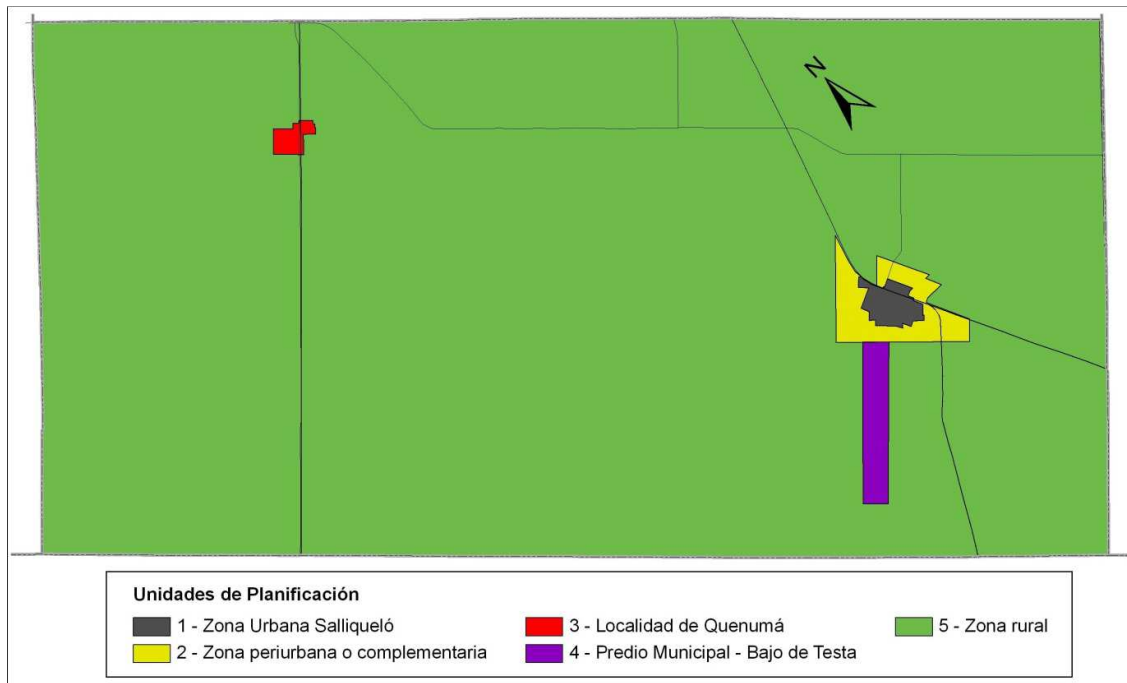 N
Unidades de Planificación
1 - Zona Urbana Salliqueló
3 - Localidad de Quenumá
5 - Zona rural
2 - Zona periurbana o complementaria
4 - Predio Municipal - Bajo de Testa